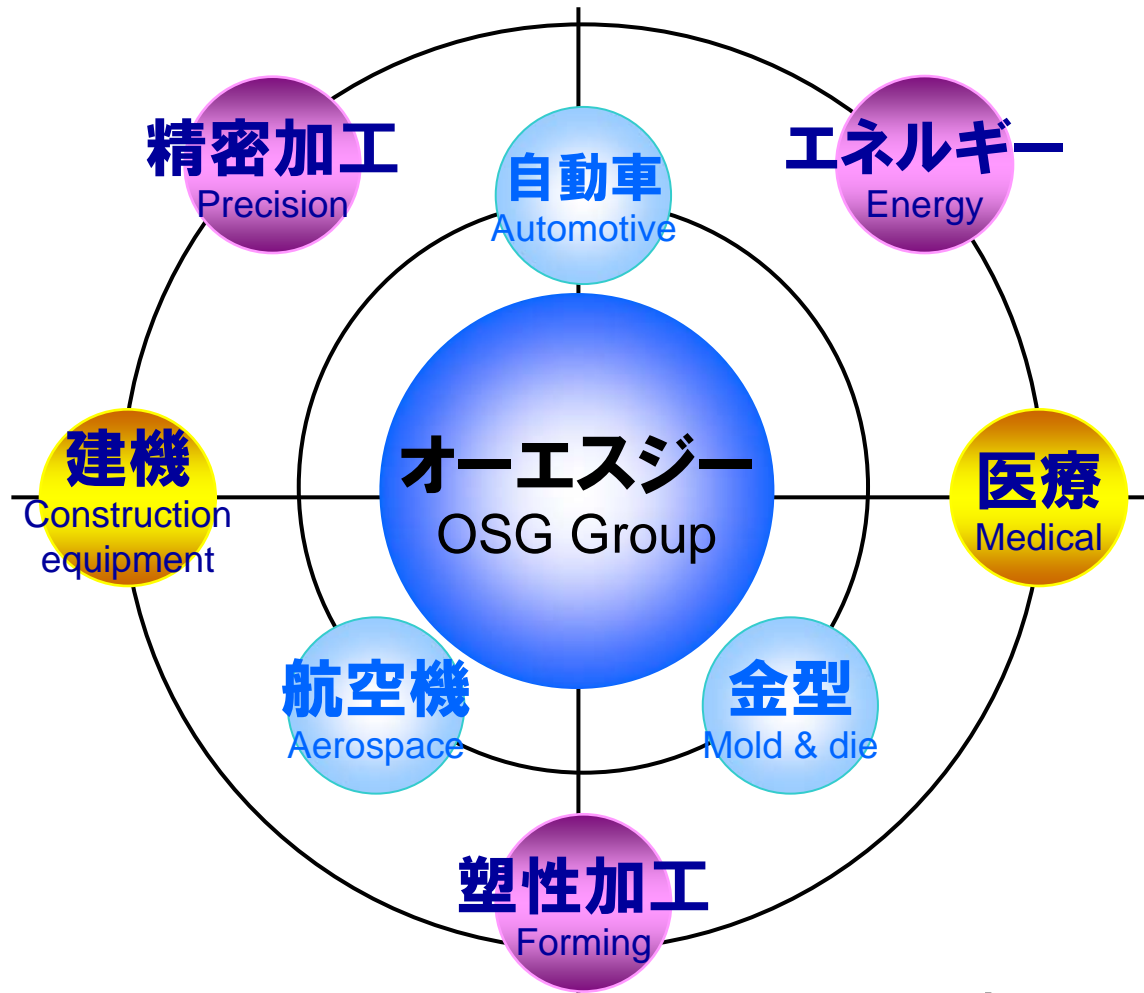 精密加工
Precision
自動車
Automotive
エネルギー
Energy
建機
Construction
equipment
オーエスジー
OSG Group
医療
Medical
航空機
Aerospace
金型
Mold & die
塑性加工
Forming